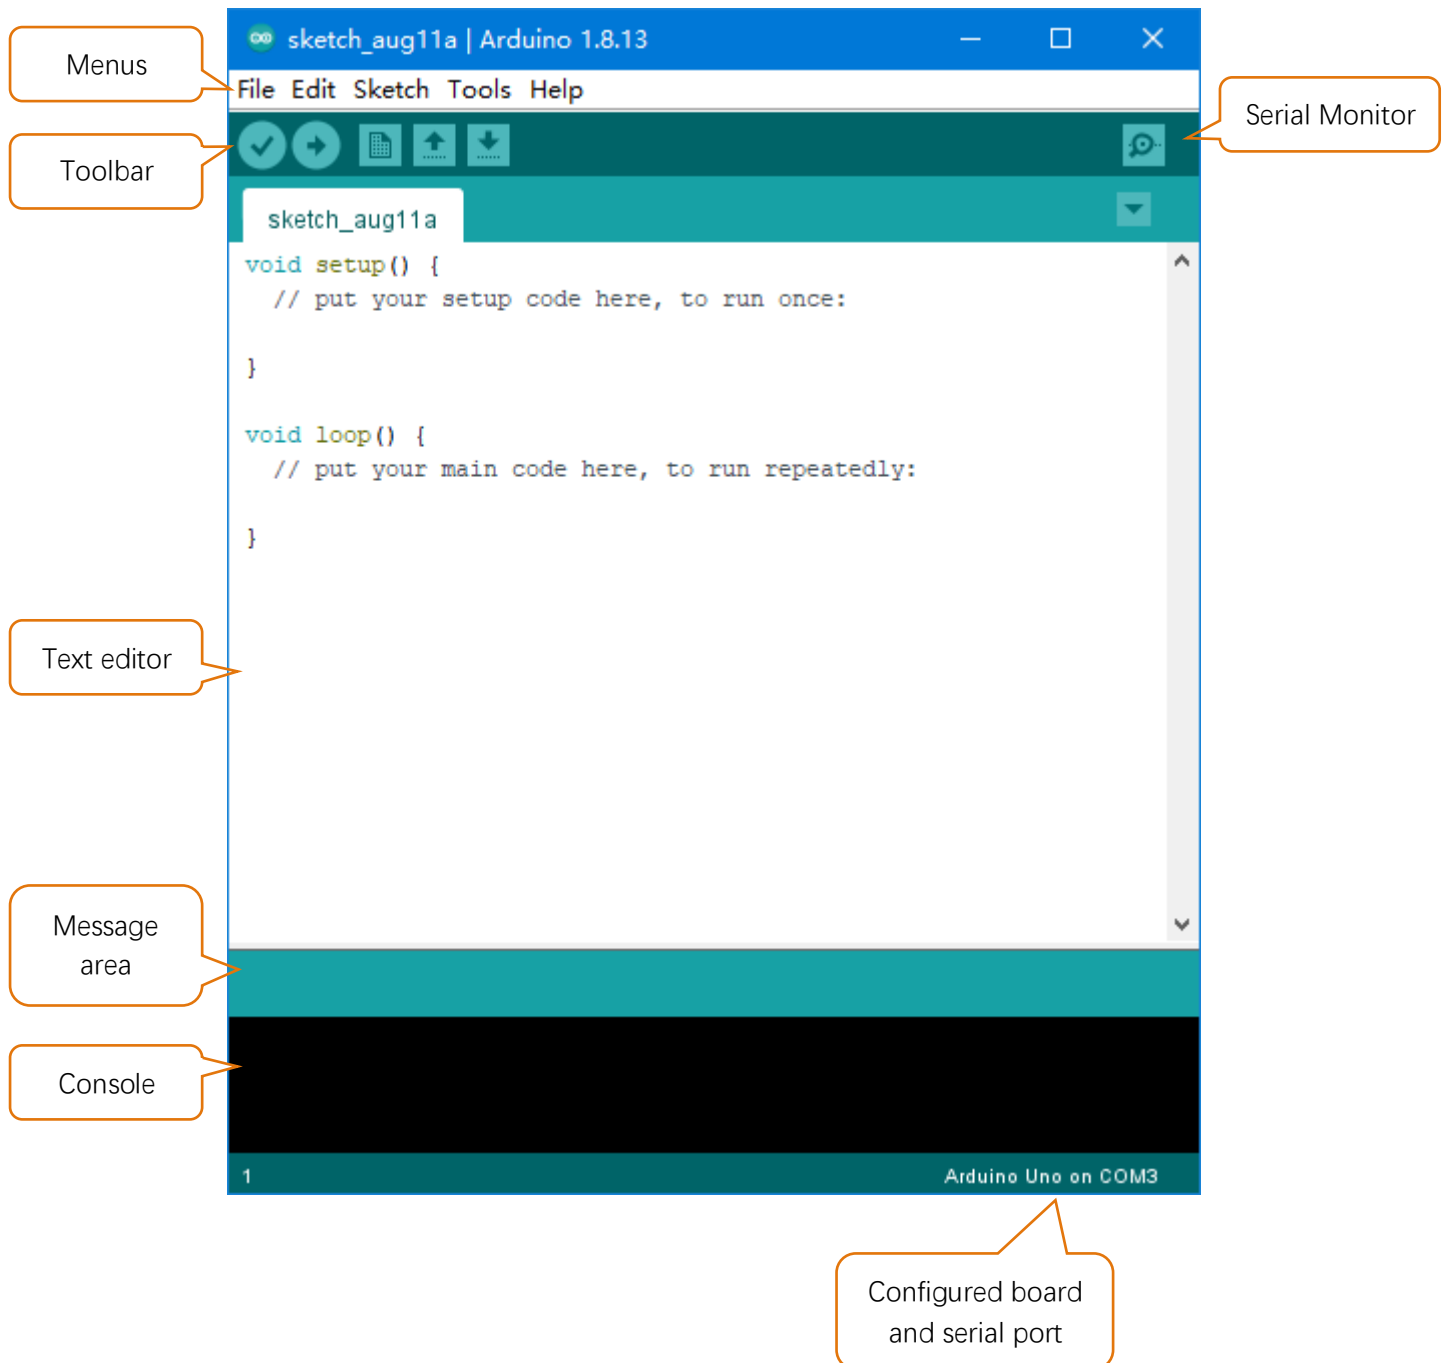 sketch_aug11a | Arduino 1.8.13
Menus
File Edit Sketch Tools Help
Serial Monitor
Toolbar
sketch_aug11a
void setup() {
  // put your setup code here, to run once:
}
void loop() {
  // put your main code here, to run repeatedly:
}
Text editor
Message
area
Console
1
Arduino Uno on COM3
Configured board
and serial port